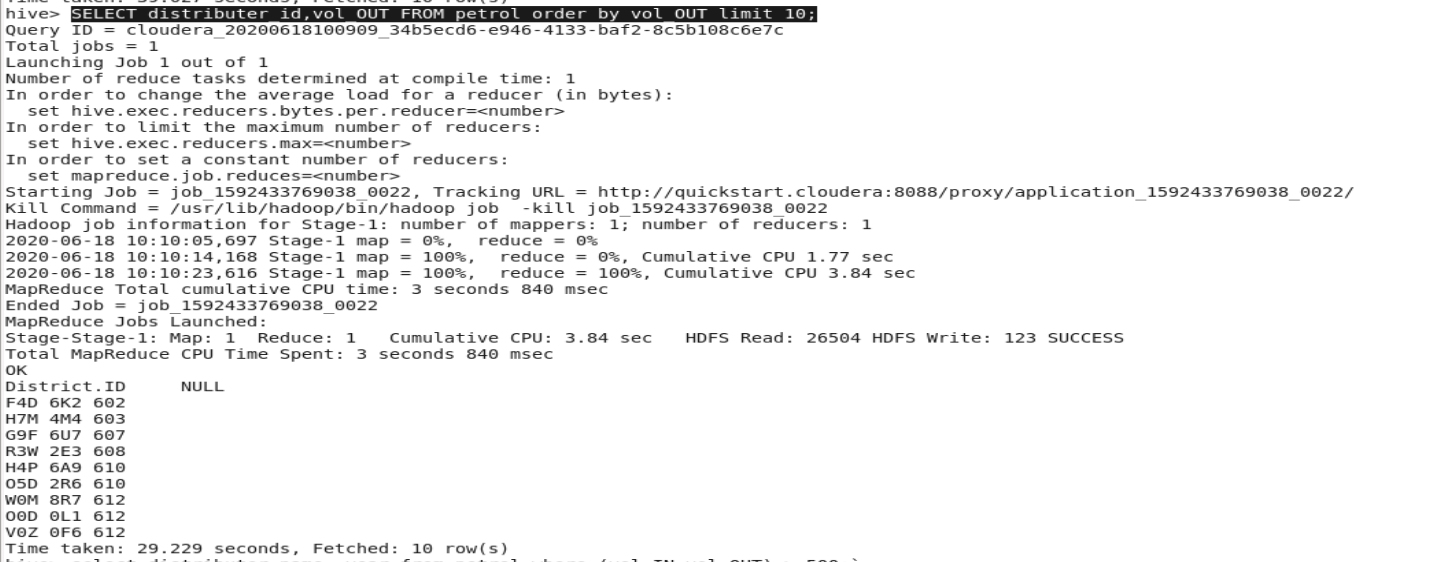 Time taken: 39.027 seconds, Fetched: 10 row(s)
hive> SELECT distributer_id,vol_OUT FROM petrol order by vol_OUT limit 10;
Query ID = cloudera_20200618100909_34b5ecd6-e946-4133-baf2-8c5b108c6e7c
Total jobs = 1
Launching Job 1 out of 1
Number of reduce tasks determined at compile time: 1
In order to change the average load for a reducer (in bytes):
  set hive.exec.reducers.bytes.per.reducer=<number>
In order to limit the maximum number of reducers:
  set hive.exec.reducers.max=<number>
In order to set a constant number of reducers:
  set mapreduce.job.reduces=<number>
Starting Job = job_1592433769038_0022, Tracking URL = http://quickstart.cloudera:8088/proxy/application_1592433769038_0022/
Kill Command = /usr/lib/hadoop/bin/hadoop job  -kill job_1592433769038_0022
Hadoop job information for Stage-1: number of mappers: 1; number of reducers: 1
2020-06-18 10:10:05,697 Stage-1 map = 0%,  reduce = 0%
2020-06-18 10:10:14,168 Stage-1 map = 100%,  reduce = 0%, Cumulative CPU 1.77 sec
2020-06-18 10:10:23,616 Stage-1 map = 100%,  reduce = 100%, Cumulative CPU 3.84 sec
MapReduce Total cumulative CPU time: 3 seconds 840 msec
Ended Job = job_1592433769038_0022
MapReduce Jobs Launched:
Stage-Stage-1: Map: 1  Reduce: 1   Cumulative CPU: 3.84 sec   HDFS Read: 26504 HDFS Write: 123 SUCCESS
Total MapReduce CPU Time Spent: 3 seconds 840 msec
OK
District.ID     NULL
F4D 6K2 602
H7M 4M4 603
G9F 6U7 607
R3W 2E3 608
H4P 6A9 610
O5D 2R6 610
W0M 8R7 612
O0D 0L1 612
V0Z 0F6 612
Time taken: 29.229 seconds, Fetched: 10 row(s)